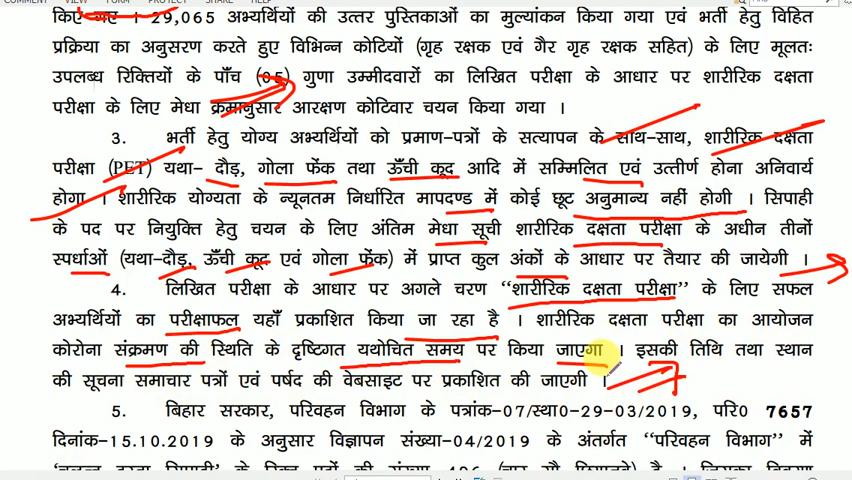 किए गए । 29,065 अभ्यर्थियों की उत्तर पुस्तिकाओं का मूल्यांकन किया गया एवं भर्ती हेतु विहित
प्रक्रिया का अनुसरण करते हुए विभिन्न कोटियों (गृह रक्षक एवं गैर गृह रक्षक सहित) के लिए मूलतः
उपलब्ध रिक्तियों के पाँच (05) गुणा उम्मीदवारों का लिखित परीक्षा के आधार पर शारीरिक दक्षता
परीक्षा के लिए मेधा क्रमानुसार आरक्षण कोटिवार चयन किया गया ।
3. भर्ती हेतु योग्य अभ्यर्थियों को प्रमाण-पत्रों के सत्यापन के साथ-साथ, शारीरिक दक्षता
परीक्षा (PET) यथा- दौड़, गोला फेंक तथा ऊँची कूद आदि में सम्मिलित एवं उत्तीर्ण होना अनिवार्य
होगा । शारीरिक योग्यता के न्यूनतम निर्धारित मापदण्ड में कोई छूट अनुमान्य नहीं होगी । सिपाही
के पद पर नियुक्ति हेतु चयन के लिए अंतिम मेधा सूची शारीरिक दक्षता परीक्षा के अधीन तीनों
स्पर्धाओं (यथा-दौड़, ऊँची कूद एवं गोला फेंक) में प्राप्त कुल अंकों के आधार पर तैयार की जायेगी ।
4. लिखित परीक्षा के आधार पर अगले चरण "शारीरिक दक्षता परीक्षा" के लिए सफल
अभ्यर्थियों का परीक्षाफल यहाँ प्रकाशित किया जा रहा है । शारीरिक दक्षता परीक्षा का आयोजन
कोरोना संक्रमण की स्थिति के दृष्टिगत यथोचित समय पर किया जाएगा । इसकी तिथि तथा स्थान
की सूचना समाचार पत्रों एवं पर्षद की वेबसाइट पर प्रकाशित की जाएगी ।
5. बिहार सरकार, परिवहन विभाग के पत्रांक-07/स्था0-29-03/2019, परि0 7657
दिनांक-15.10.2019 के अनुसार विज्ञापन संख्या-04/2019 के अंतर्गत "परिवहन विभाग" में